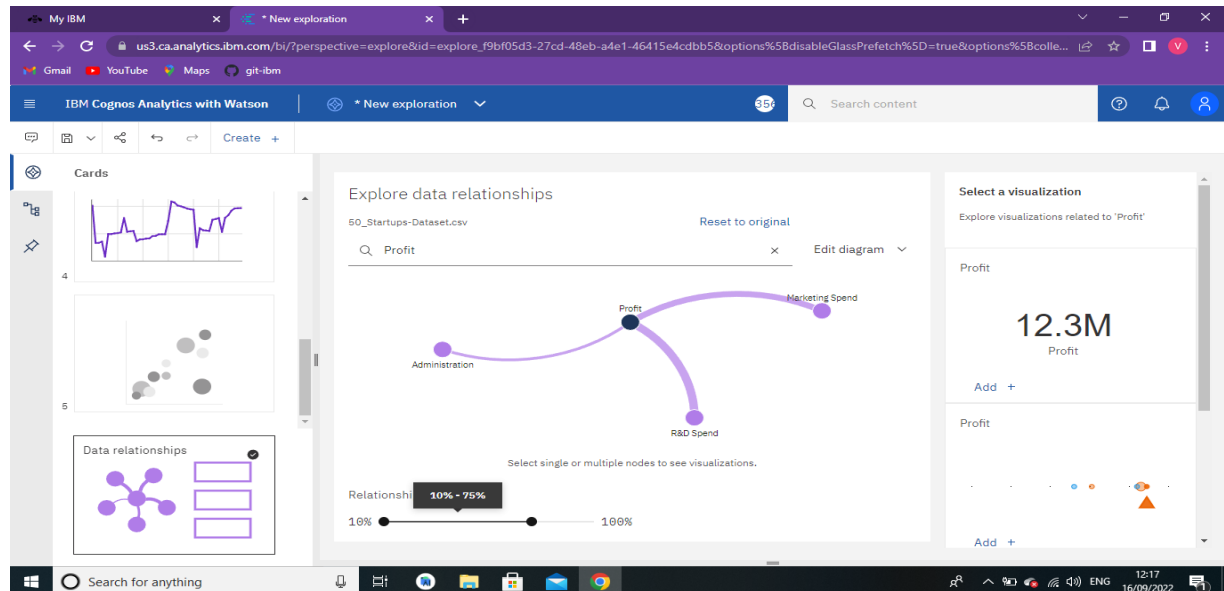 My IBM
* New exploration
us3.ca.analytics.ibm.com/bi/?perspective=explore&id=explore_f9bf05d3-27cd-48eb-a4e1-46415e4cdbb5&options%5BdisableGlassPrefetch%5D=true&options%5Bcolle...
V
Gmail YouTube Maps git-ibm
IBM Cognos Analytics with Watson
* New exploration
Search content
Create +
Cards
4
5
Data relationships
Explore data relationships
50_Startups-Dataset.csv
Reset to original
Profit
Edit diagram
Marketing Spend
Profit
Administration
R&D Spend
Select single or multiple nodes to see visualizations.
Relationshi
10% - 75%
10%
100%
Select a visualization
Explore visualizations related to 'Profit'
Profit
12.3M
Profit
Add +
Profit
Add +
Search for anything
ENG
12:17
16/09/2022